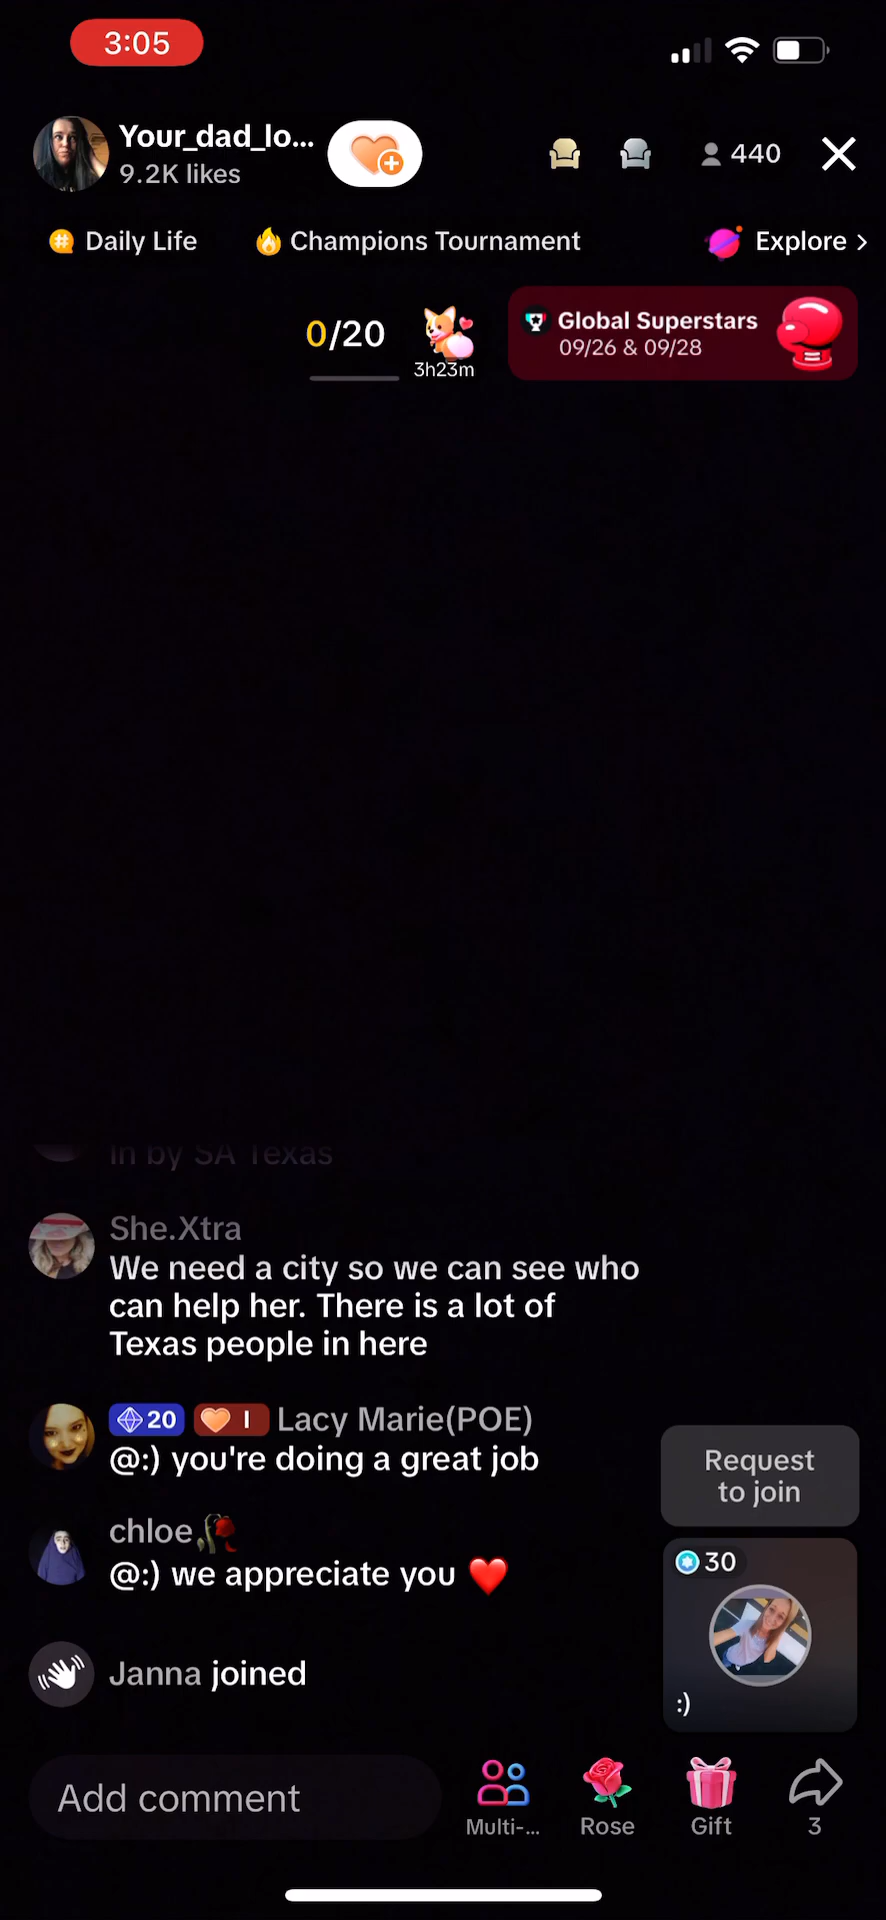 3:05
Your_dad_lo...
9.2K likes
440
Daily Life
Champions Tournament
Explore >
0/20
3h23m
Global Superstars
09/26 & 09/28
In by SA Texas
She.Xtra
We need a city so we can see who
can help her. There is a lot of
Texas people in here
20 I Lacy Marie(POE)
@:) you're doing a great job
chloe🥀
@:) we appreciate you ❤️
Janna joined
Request
to join
30
:)
Add comment
Multi-...
Rose
Gift
3